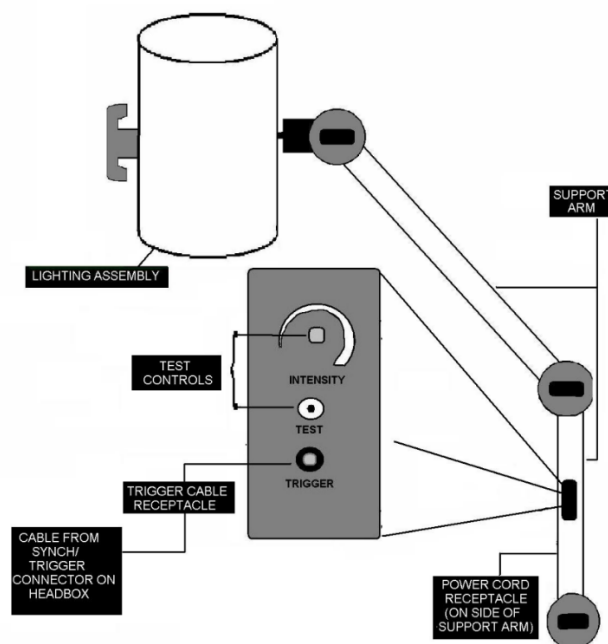 SUPPORT
ARM
LIGHTING ASSEMBLY
TEST
CONTROLS
INTENSITY
TEST
TRIGGER
TRIGGER CABLE
RECEPTACLE
CABLE FROM
SYNCH/
TRIGGER
CONNECTOR ON
HEADBOX
POWER CORD
RECEPTACLE
(ON SIDE OF
SUPPORT ARM)